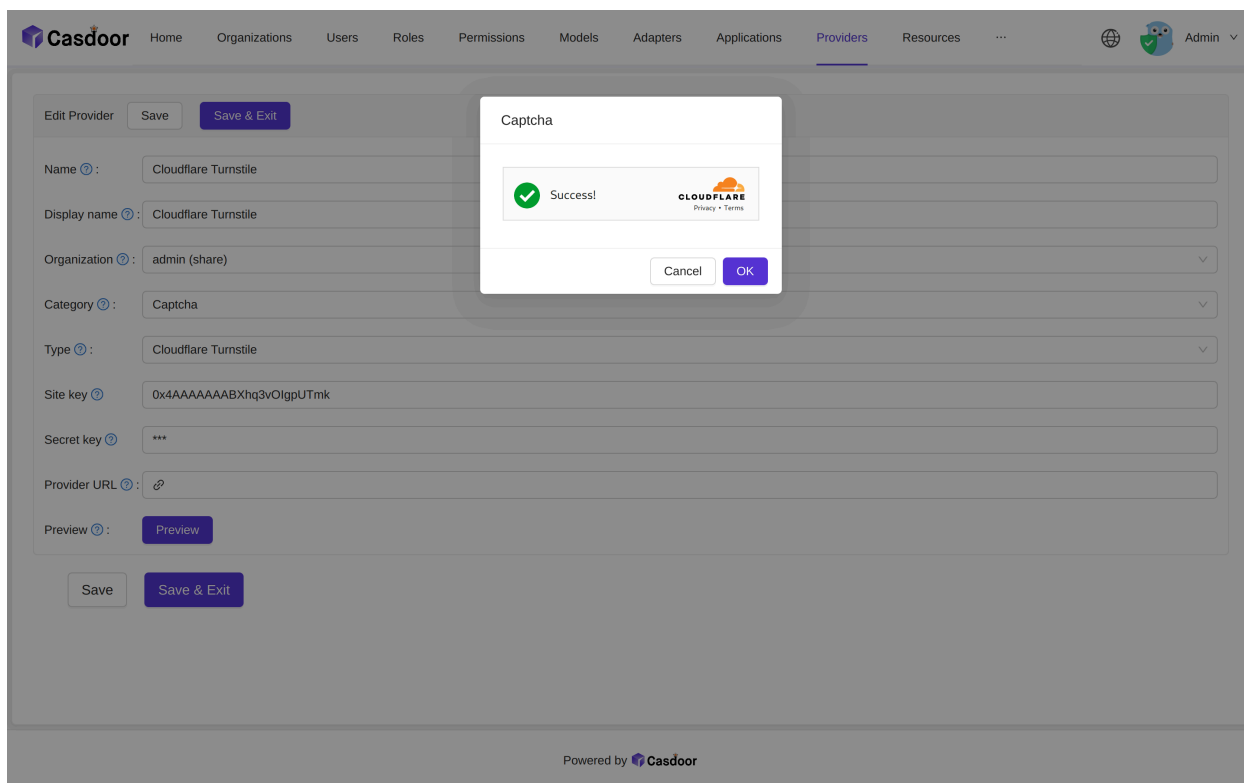 Casdoor Home Organizations Users Roles Permissions Models Adapters Applications Providers Resources ··· Admin
Edit Provider Save Save & Exit
Captcha
Success!
CLOUDFLARE
Privacy • Terms
Cancel OK
Name : Cloudflare Turnstile
Display name : Cloudflare Turnstile
Organization : admin (share)
Category : Captcha
Type : Cloudflare Turnstile
Site key 0x4AAAAAAABXhq3vOIgpUTmk
Secret key ***
Provider URL :
Preview : Preview
Save Save & Exit
Powered by Casdoor